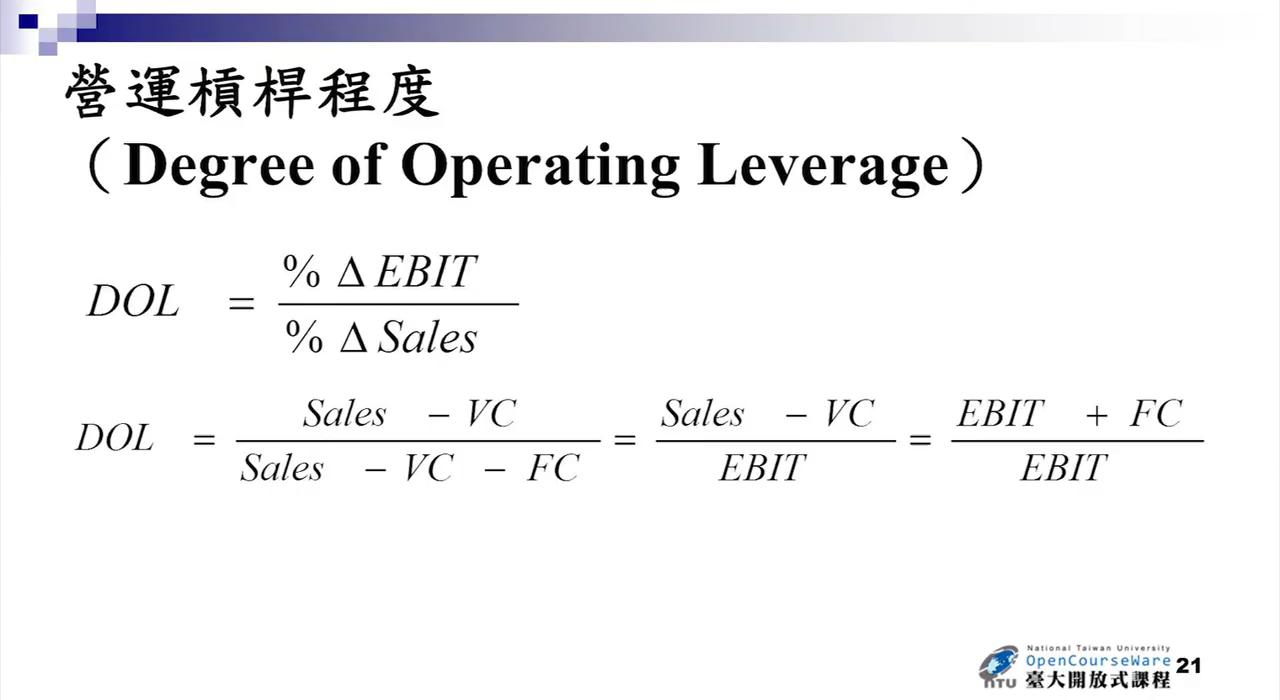 營運槓桿程度
（Degree of Operating Leverage）
DOL = % Δ EBIT / % Δ Sales
DOL = Sales − VC / Sales − VC − FC = Sales − VC / EBIT = EBIT + FC / EBIT
National Taiwan University
OpenCourseWare
NTU 臺大開放式課程
21